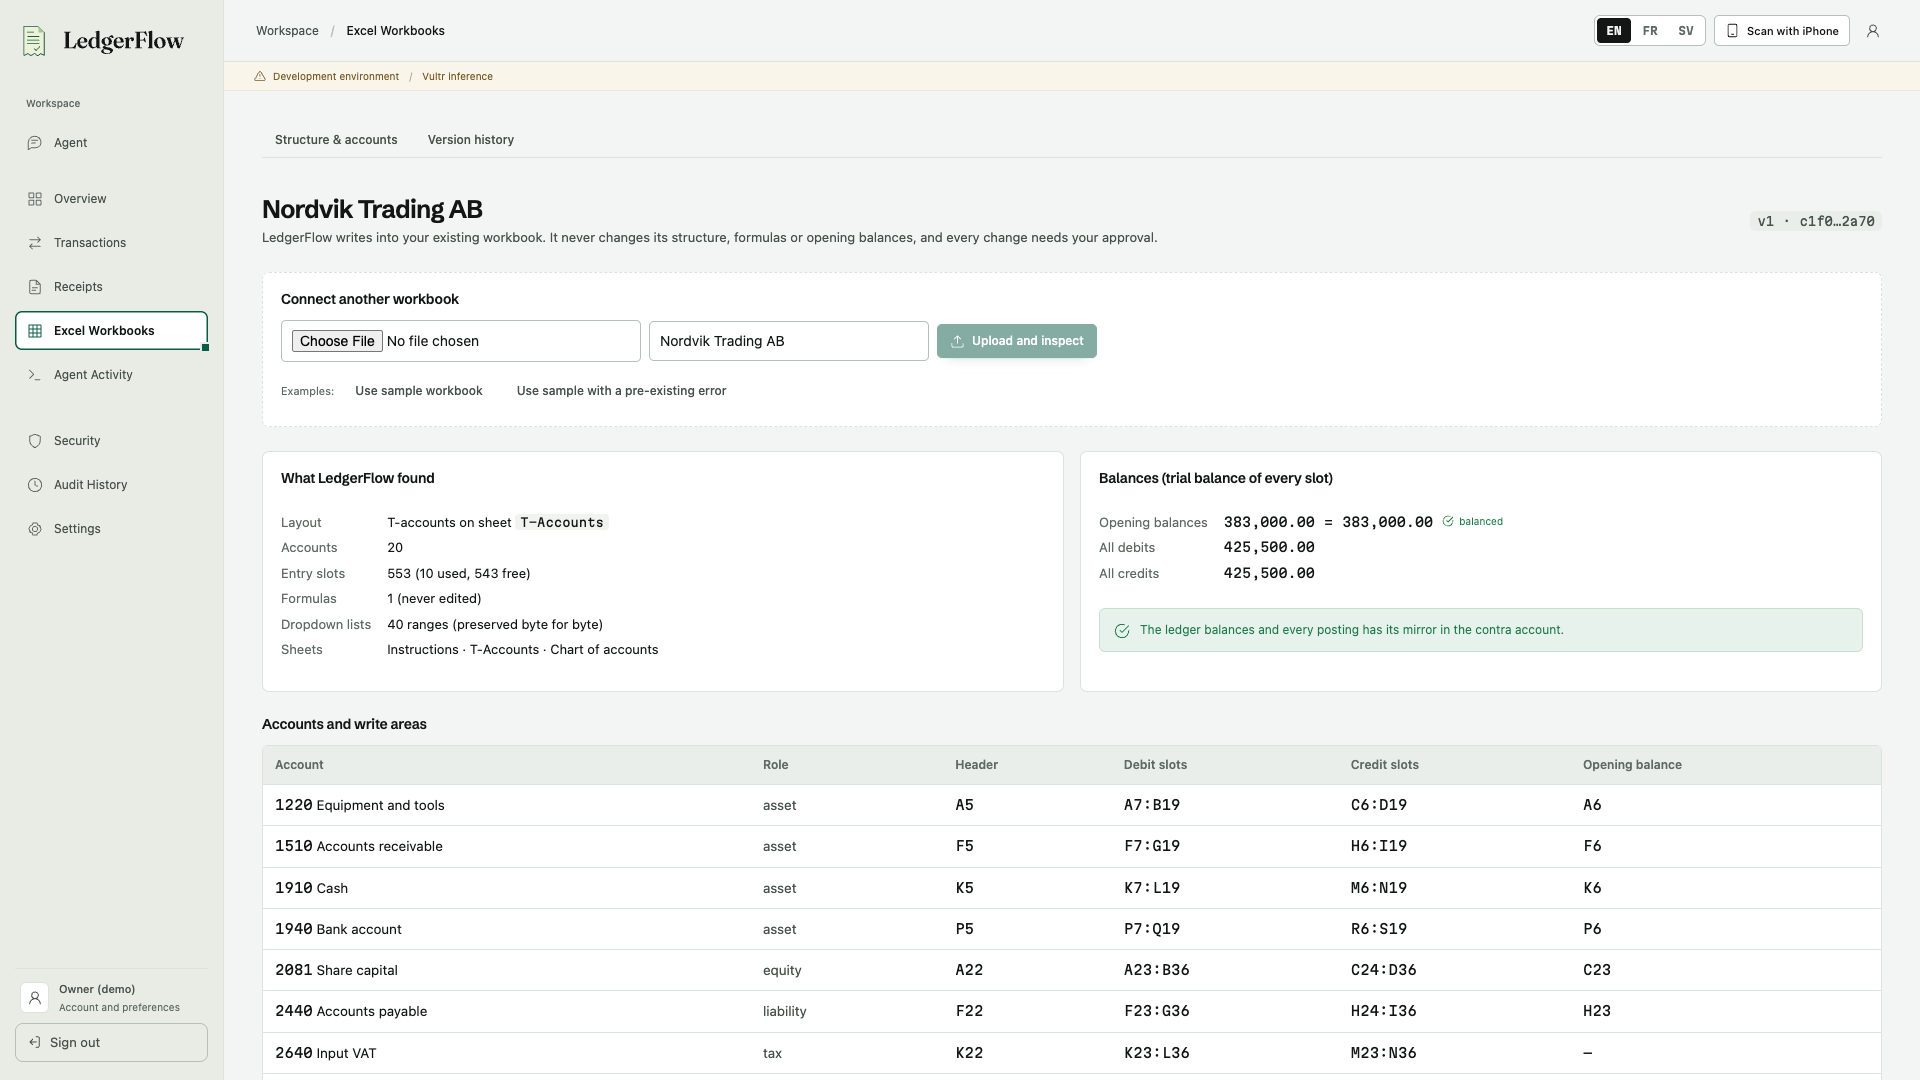 LedgerFlow
Workspace
Agent
Overview
Transactions
Receipts
Excel Workbooks
Agent Activity
Security
Audit History
Settings
Owner (demo)
Account and preferences
Sign out
Workspace / Excel Workbooks
EN FR SV
Scan with iPhone
Development environment / Vultr inference
Structure & accounts Version history
Nordvik Trading AB
LedgerFlow writes into your existing workbook. It never changes its structure, formulas or opening balances, and every change needs your approval.
v1 · c1f0…2a70
Connect another workbook
Choose File No file chosen
Nordvik Trading AB
Upload and inspect
Examples: Use sample workbook Use sample with a pre-existing error
What LedgerFlow found
Layout T-accounts on sheet T-Accounts
Accounts 20
Entry slots 553 (10 used, 543 free)
Formulas 1 (never edited)
Dropdown lists 40 ranges (preserved byte for byte)
Sheets Instructions · T-Accounts · Chart of accounts
Balances (trial balance of every slot)
Opening balances 383,000.00 = 383,000.00 balanced
All debits 425,500.00
All credits 425,500.00
The ledger balances and every posting has its mirror in the contra account.
Accounts and write areas
Account Role Header Debit slots Credit slots Opening balance
1220 Equipment and tools asset A5 A7:B19 C6:D19 A6
1510 Accounts receivable asset F5 F7:G19 H6:I19 F6
1910 Cash asset K5 K7:L19 M6:N19 K6
1940 Bank account asset P5 P7:Q19 R6:S19 P6
2081 Share capital equity A22 A23:B36 C24:D36 C23
2440 Accounts payable liability F22 F23:G36 H24:I36 H23
2640 Input VAT tax K22 K23:L36 M23:N36 —